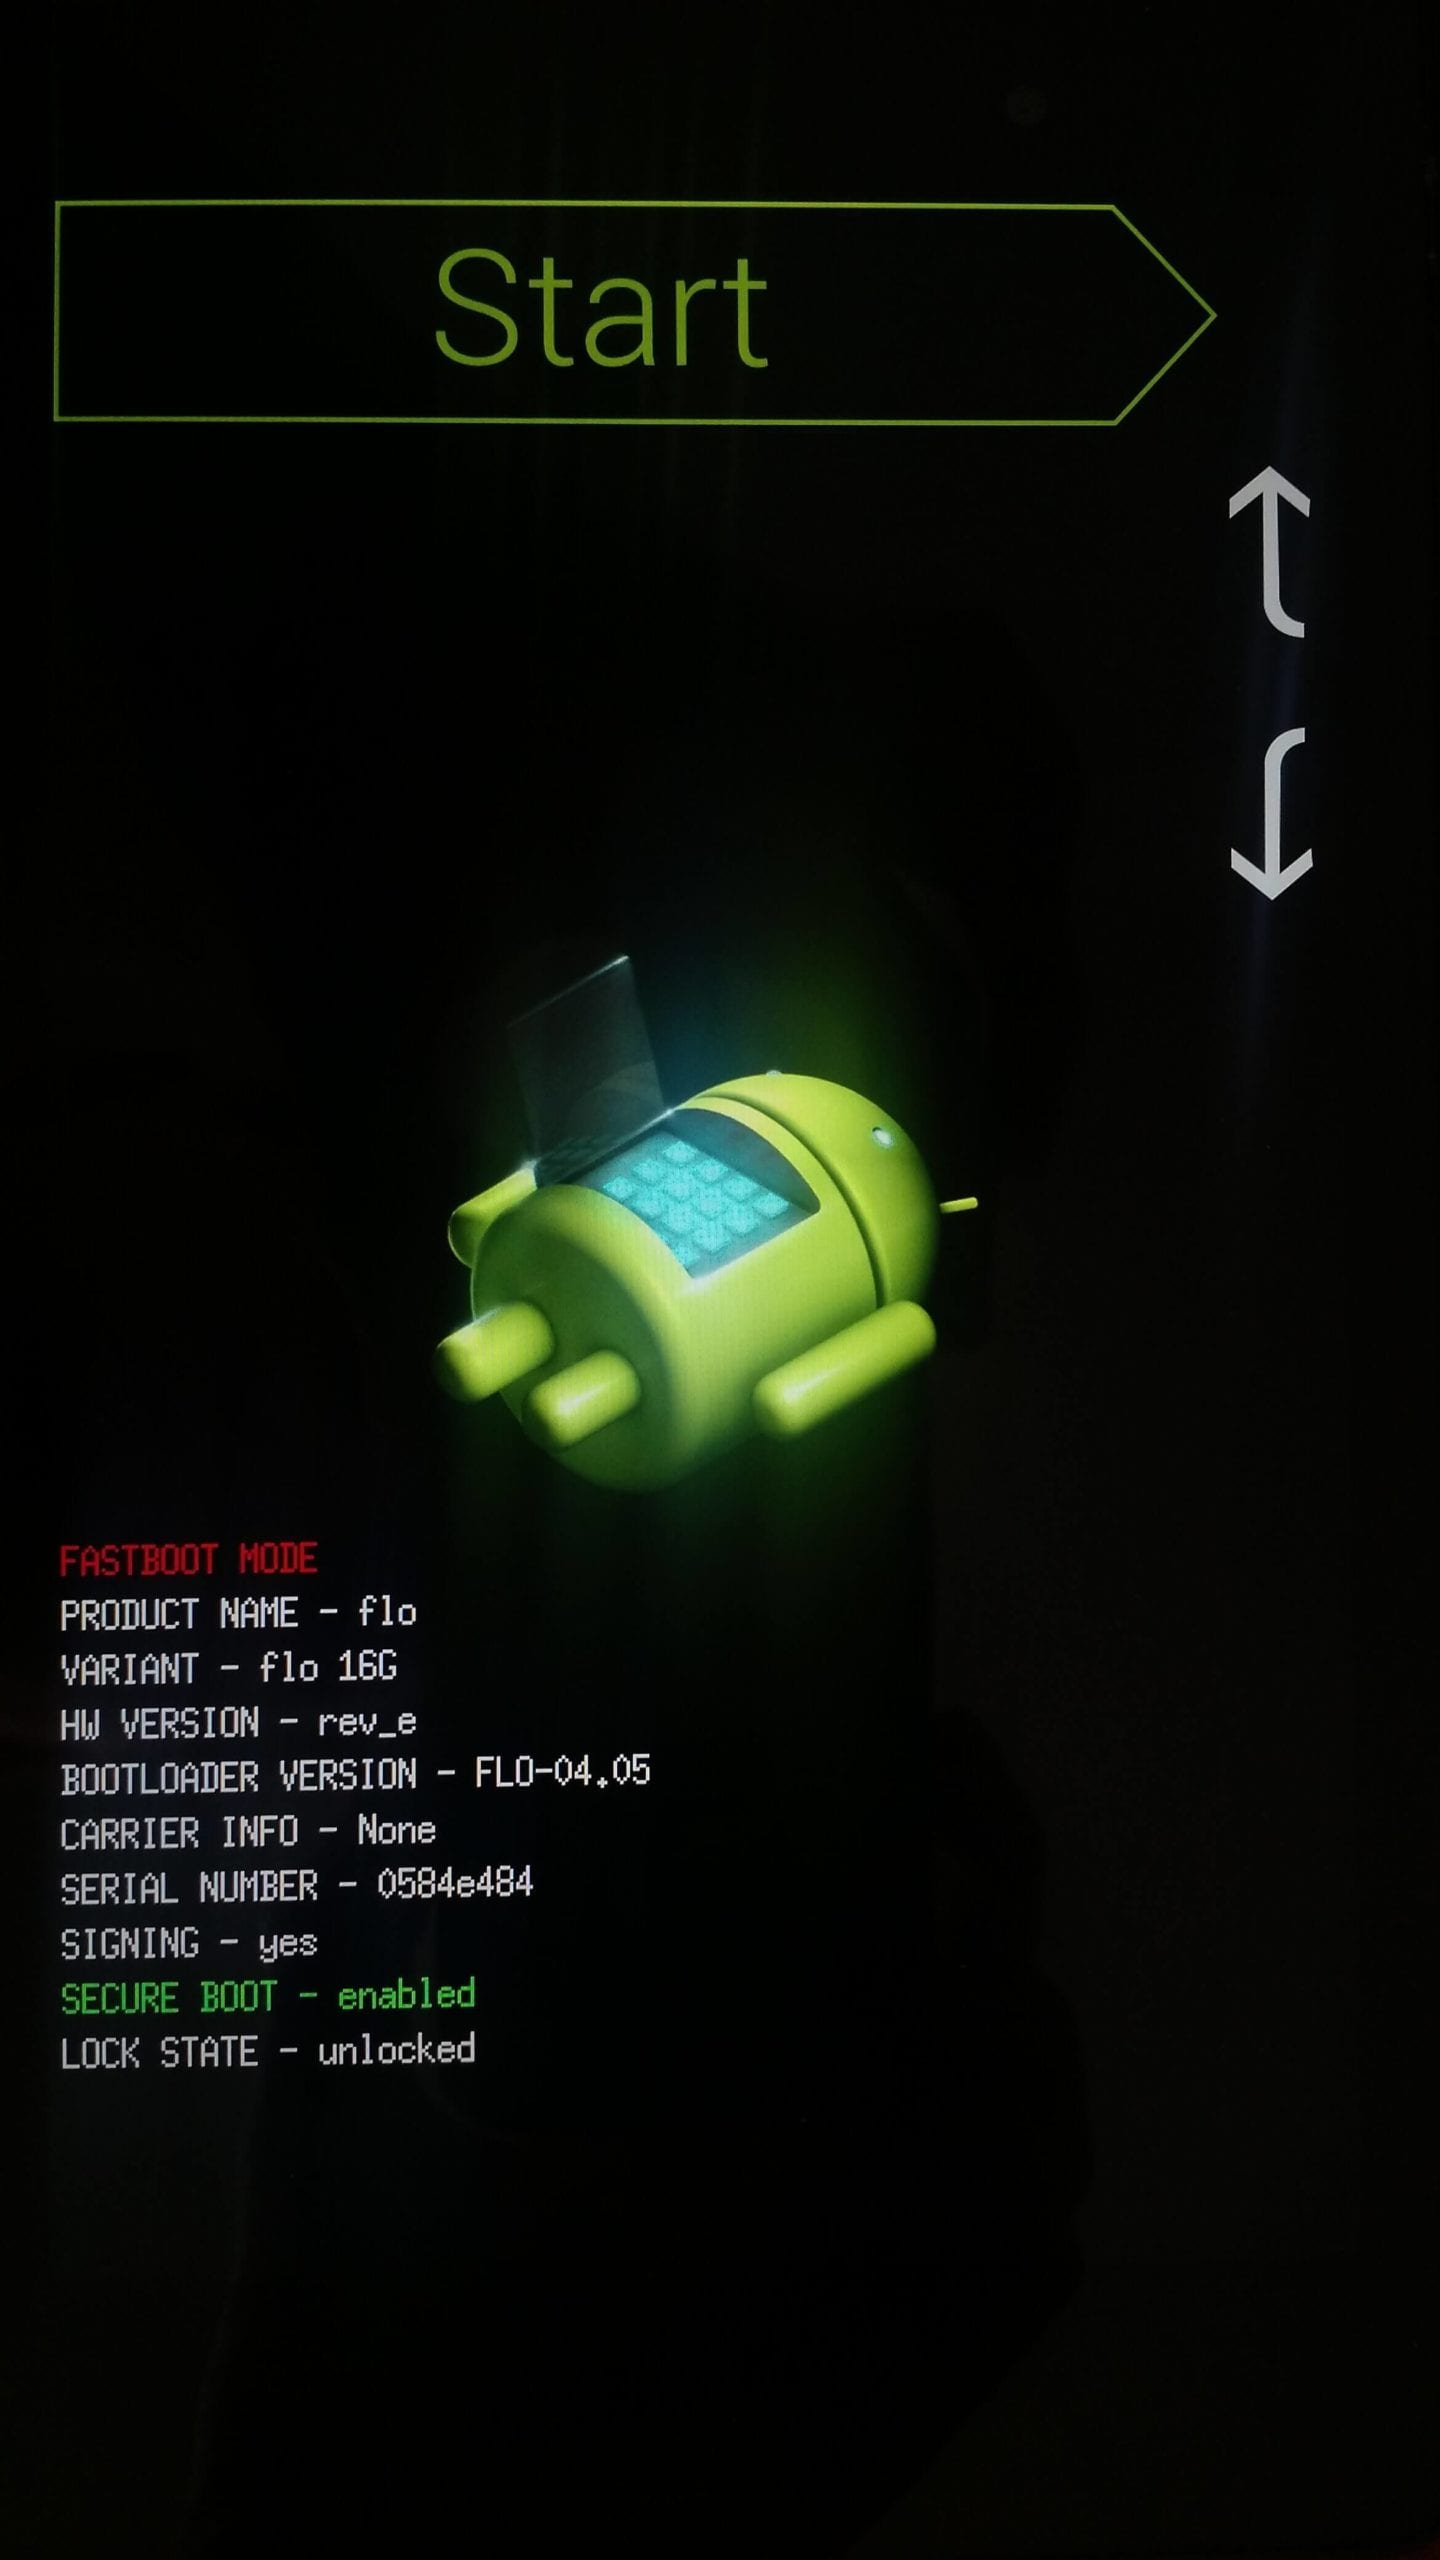 Start
FASTBOOT MODE
PRODUCT NAME - flo
VARIANT - flo 16G
HW VERSION - rev_e
BOOTLOADER VERSION - FLO-04.05
CARRIER INFO - None
SERIAL NUMBER - 0584e484
SIGNING - yes
SECURE BOOT - enabled
LOCK STATE - unlocked